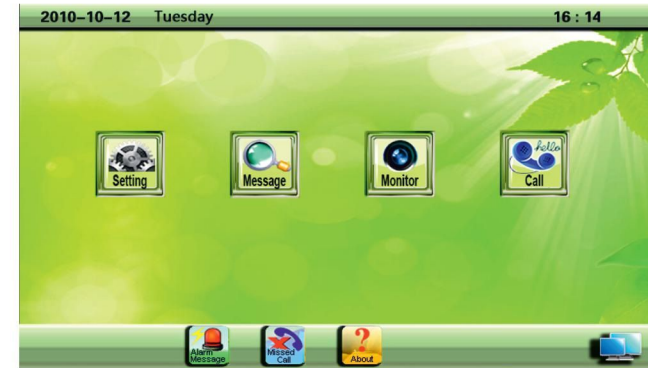 2010-10-12 Tuesday 16 : 14
Setting Message Monitor hello Call
Alarm Message Missed Call About